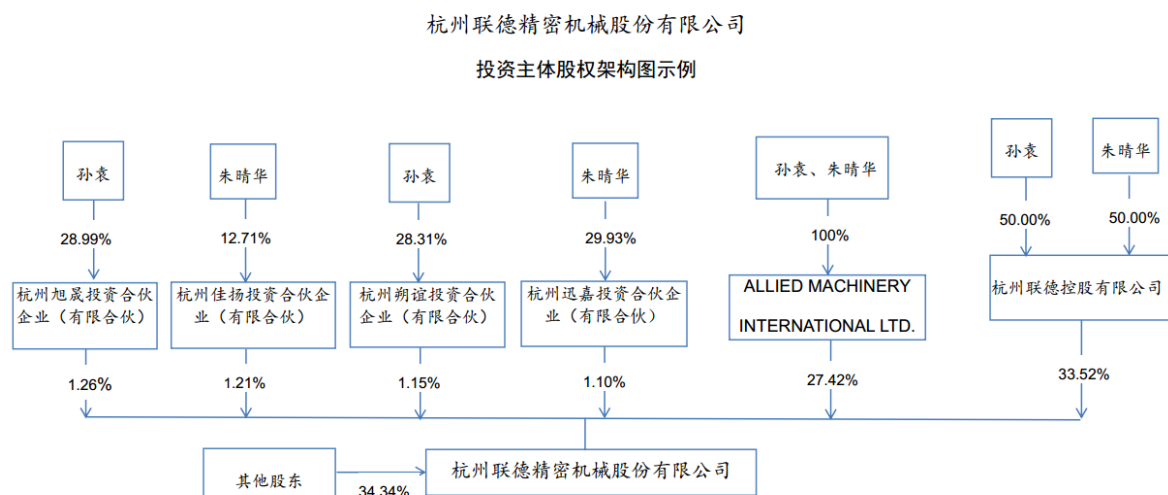 杭州联德精密机械股份有限公司
投资主体股权架构图示例
孙袁
朱晴华
孙袁
朱晴华
孙袁、朱晴华
孙袁
朱晴华
28.99%
12.71%
28.31%
29.93%
100%
50.00%
50.00%
杭州旭晟投资合伙
企业（有限合伙）
杭州佳扬投资合伙企
业（有限合伙）
杭州朔谊投资合伙
企业（有限合伙）
杭州迅嘉投资合伙企
业（有限合伙）
ALLIED MACHINERY
INTERNATIONAL LTD.
杭州联德控股有限公司
1.26%
1.21%
1.15%
1.10%
27.42%
33.52%
其他股东
34.34%
杭州联德精密机械股份有限公司